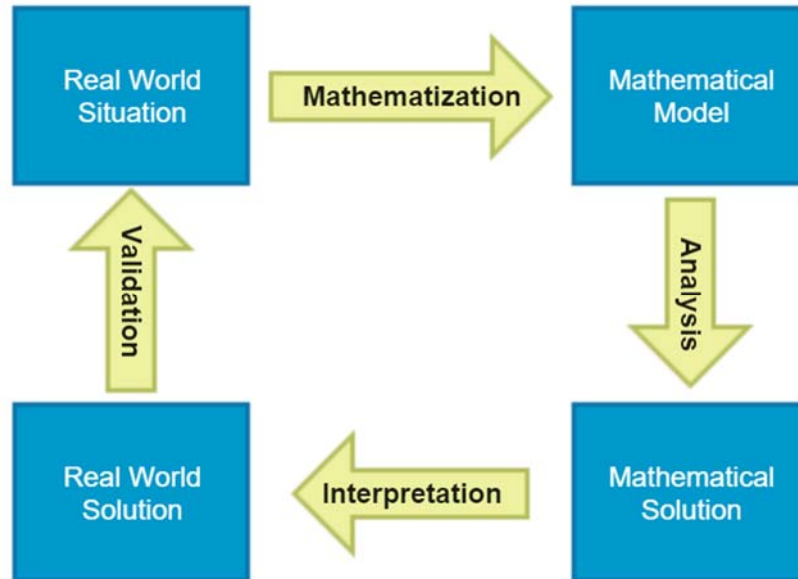 Real World
Situation
Mathematization
Mathematical
Model
Validation
Analysis
Real World
Solution
Interpretation
Mathematical
Solution